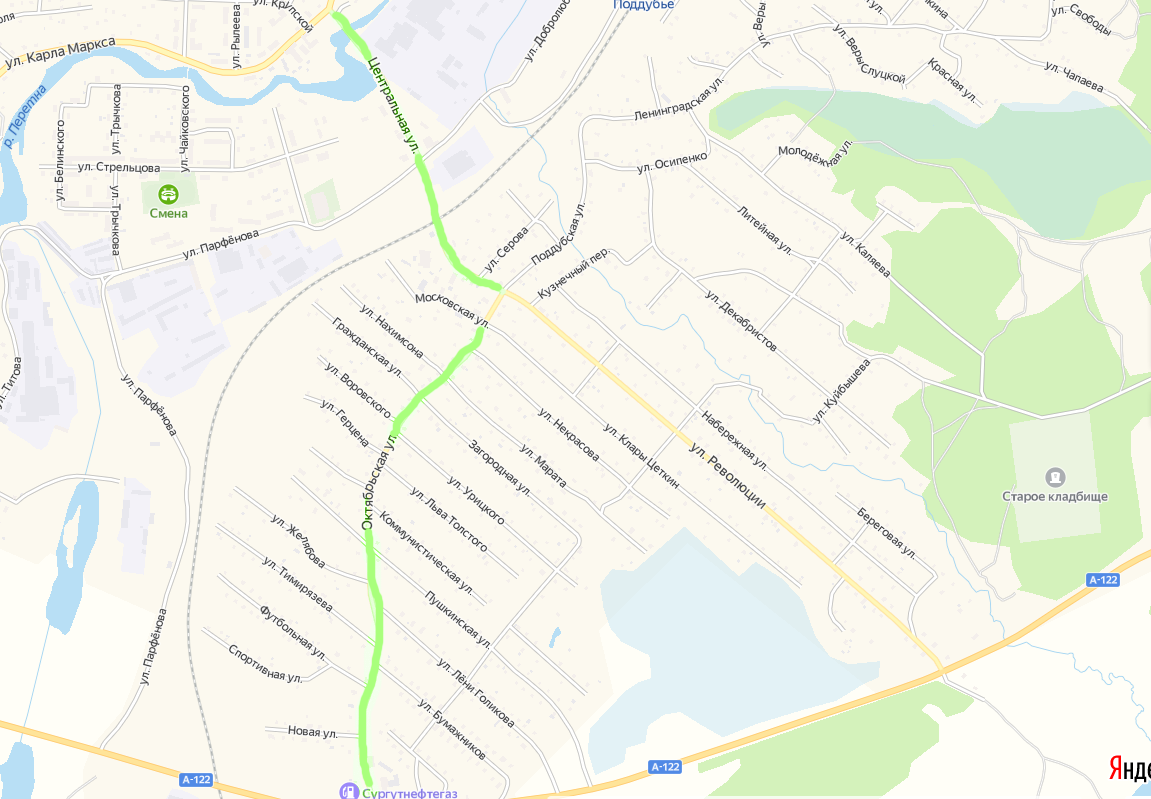 Поддубье
ул. Крупской
ул. Рылеева
ул. Добролюб
ул. Веры
ул. Свободы
ул. Карла Маркса
ул. Веры
Слуцкой
Красная ул.
ул. Чапаева
р. Перетна
Центральная ул.
Ленинградская ул.
ул. Белинского
ул. Трычкова
ул. Чайковского
ул. Стрельцова
ул. Осипенко
Молодёжная ул.
Смена
ул. Трычкова
ул. Парфёнова
ул. Серова
Поддубская ул.
Кузнечный пер.
Литейная ул.
ул. Каляева
Московская ул.
ул. Нахимсона
Гражданская ул.
ул. Декабристов
ул. Титова
ул. Парфёнова
ул. Воровского
ул. Герцена
ул. Куйбышева
Октябрьская ул.
Загородная ул.
ул. Некрасова
ул. Марата
ул. Клары Цеткин
Набережная ул.
ул. Революции
ул. Урицкого
ул. Льва Толстого
Коммунистическая ул.
Старое кладбище
Береговая ул.
ул. Желябова
ул. Тимирязева
Футбольная ул.
Спортивная ул.
Пушкинская ул.
А-122
ул. Парфёнова
ул. Лёни Голикова
ул. Бумажников
Новая ул.
А-122
А-122
Сургутнефтегаз
Янде